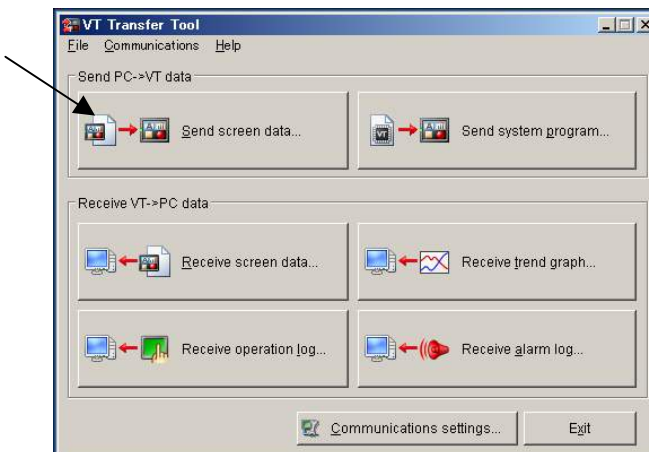 VT Transfer Tool
File Communications Help
Send PC->VT data
Send screen data...
Send system program...
Receive VT->PC data
Receive screen data...
Receive trend graph...
Receive operation log...
Receive alarm log...
Communications settings...
Exit